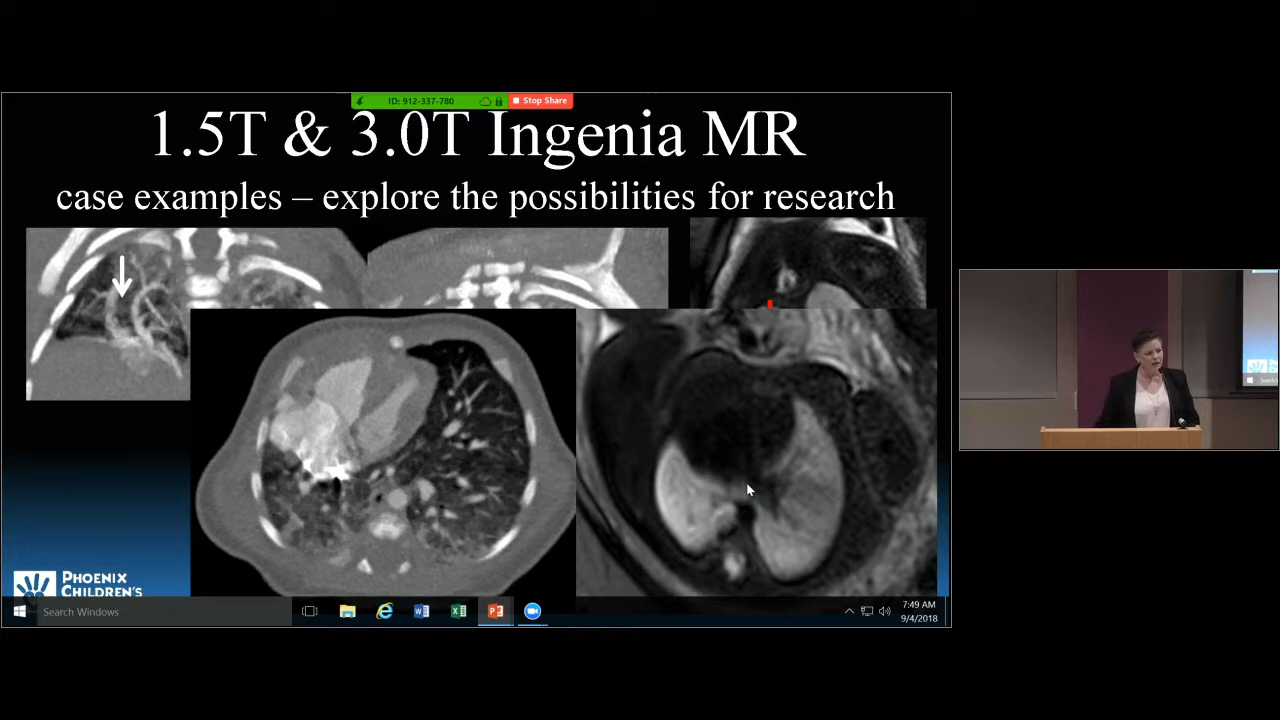 ID: 912-337-780
Stop Share
1.5T & 3.0T Ingenia MR
case examples – explore the possibilities for research
PHOENIX
CHILDREN'S
Search Windows
7:49 AM
9/4/2018